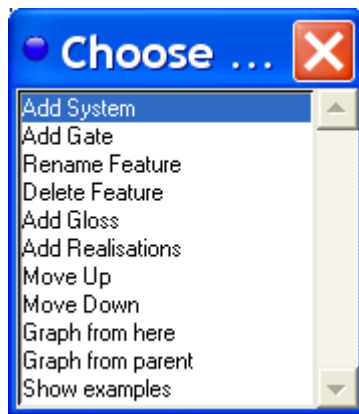 Choose ...
Add System
Add Gate
Rename Feature
Delete Feature
Add Gloss
Add Realisations
Move Up
Move Down
Graph from here
Graph from parent
Show examples